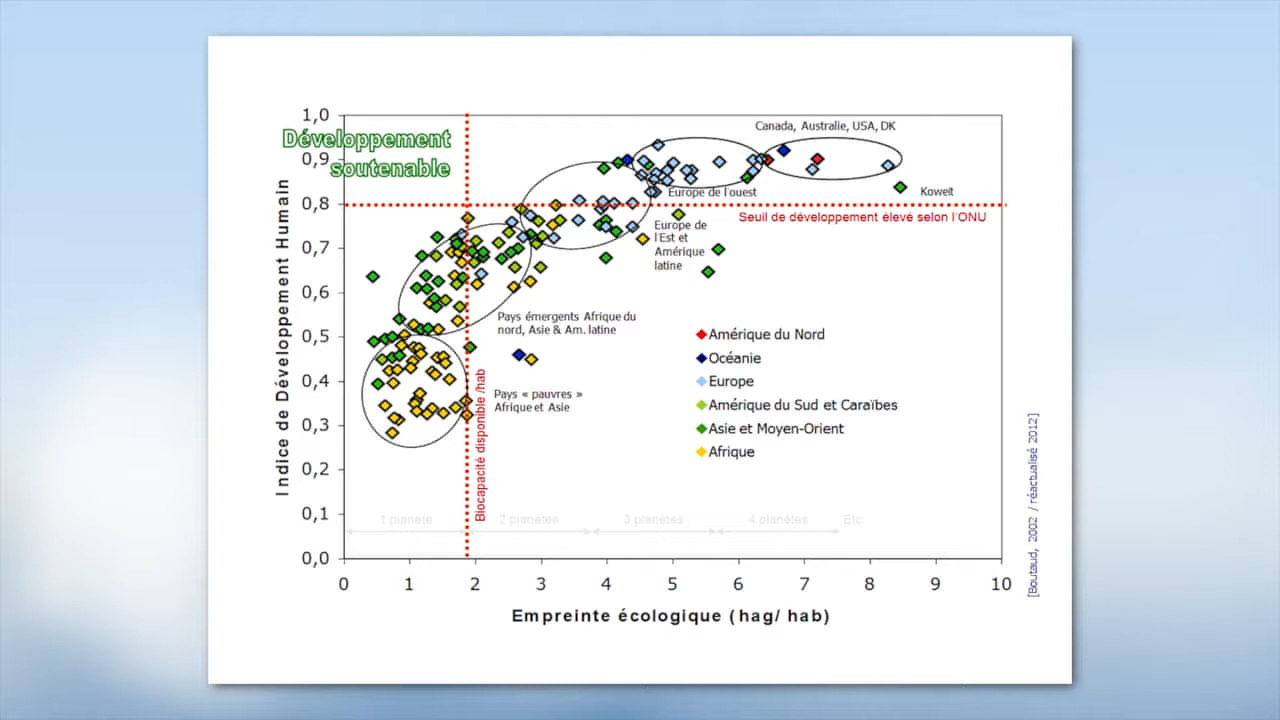 1,0
Développement
soutenable
0,9
0,8
0,7
0,6
0,5
0,4
0,3
0,2
0,1
0,0
Indice de Développement Humain
Canada, Australie, USA, DK
Koweit
Europe de l'ouest
Seuil de développement élevé selon l'ONU
Europe de
l'Est et
Amérique
latine
Pays émergents Afrique du
nord, Asie & Am. latine
Pays « pauvres »
Afrique et Asie
Biocapacité disponible /hab
Amérique du Nord
Océanie
Europe
Amérique du Sud et Caraïbes
Asie et Moyen-Orient
Afrique
1 planète
2 planètes
3 planètes
4 planètes
Etc.
0 1 2 3 4 5 6 7 8 9 10
Empreinte écologique (hag/ hab)
[Boutaud, 2002 / réactualisé 2012]